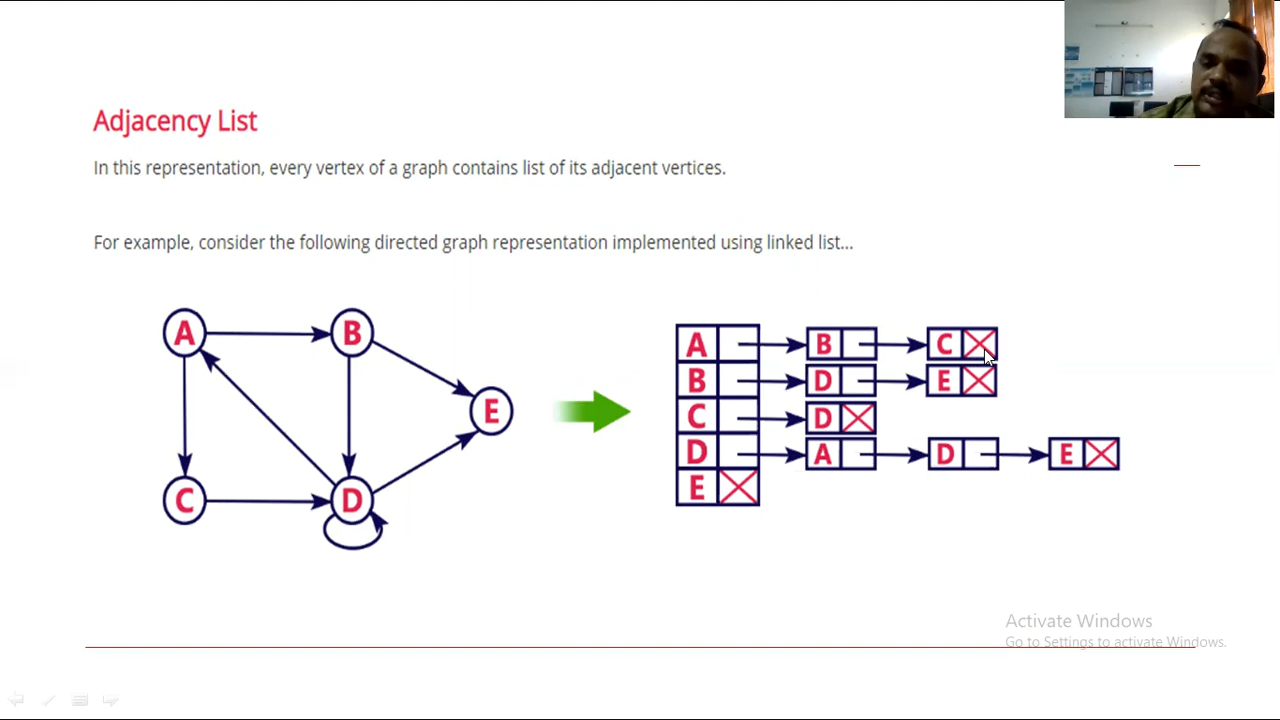 Adjacency List
In this representation, every vertex of a graph contains list of its adjacent vertices.
For example, consider the following directed graph representation implemented using linked list...
A B
E
C D
A B C
B D E
C D
D A D E
E
Activate Windows
Go to Settings to activate Windows.